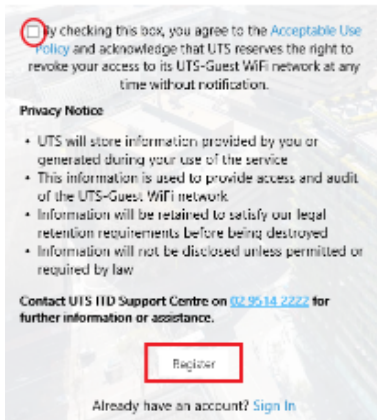 By checking this box, you agree to the Acceptable Use
Policy and acknowledge that UTS reserves the right to
revoke your access to its UTS-Guest WiFi network at any
time without notification.
Privacy Notice
• UTS will store information provided by you or
generated during your use of the service
• This information is used to provide access and audit
of the UTS-Guest WiFi network
• Information will be retained to satisfy our legal
retention requirements before being destroyed
• Information will not be disclosed unless permitted or
required by law
Contact UTS ITD Support Centre on 02 9514 2222 for
further information or assistance.
Register
Already have an account? Sign In